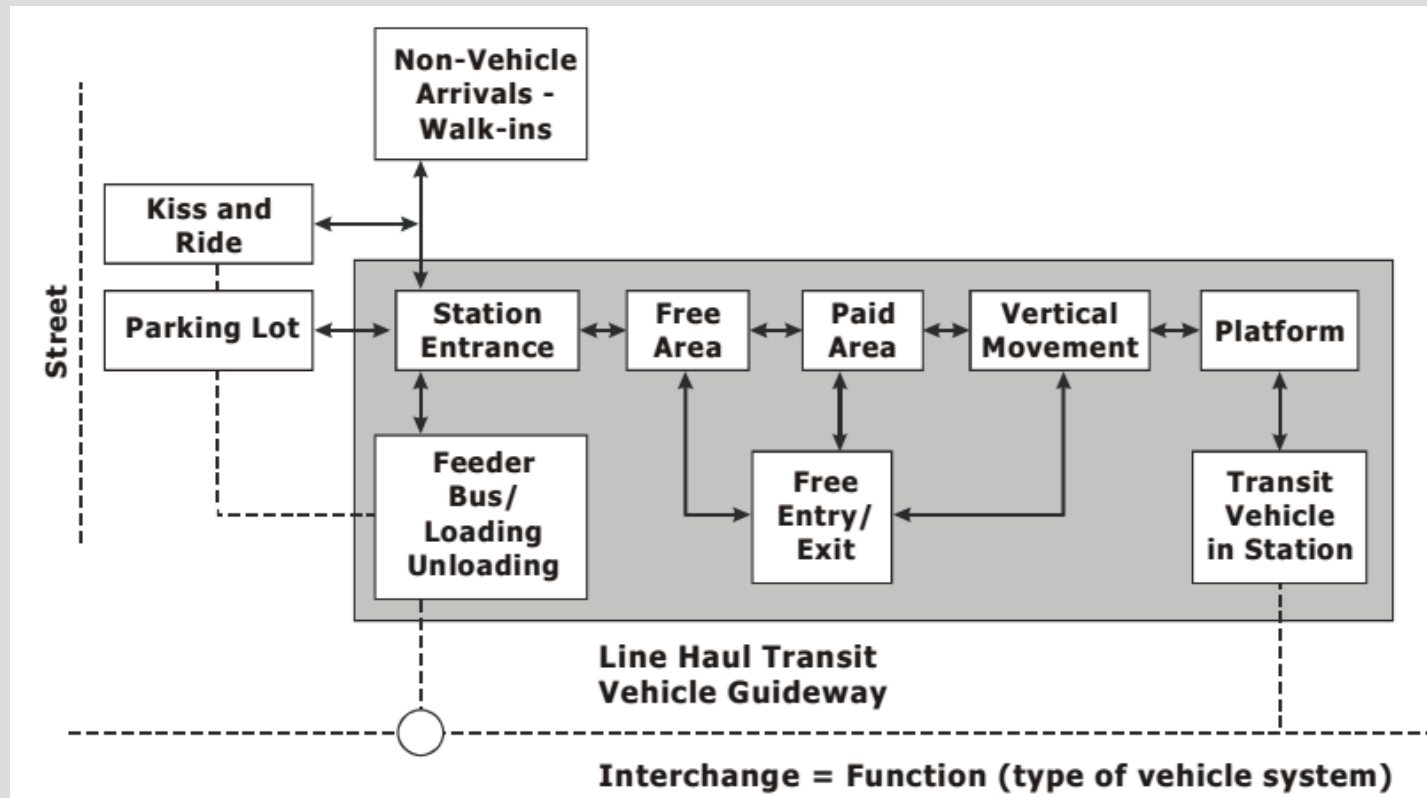 Non-Vehicle
Arrivals -
Walk-ins
Kiss and
Ride
Street
Parking Lot
Station
Entrance
Free
Area
Paid
Area
Vertical
Movement
Platform
Feeder
Bus/
Loading
Unloading
Free
Entry/
Exit
Transit
Vehicle
in Station
Line Haul Transit
Vehicle Guideway
Interchange = Function (type of vehicle system)